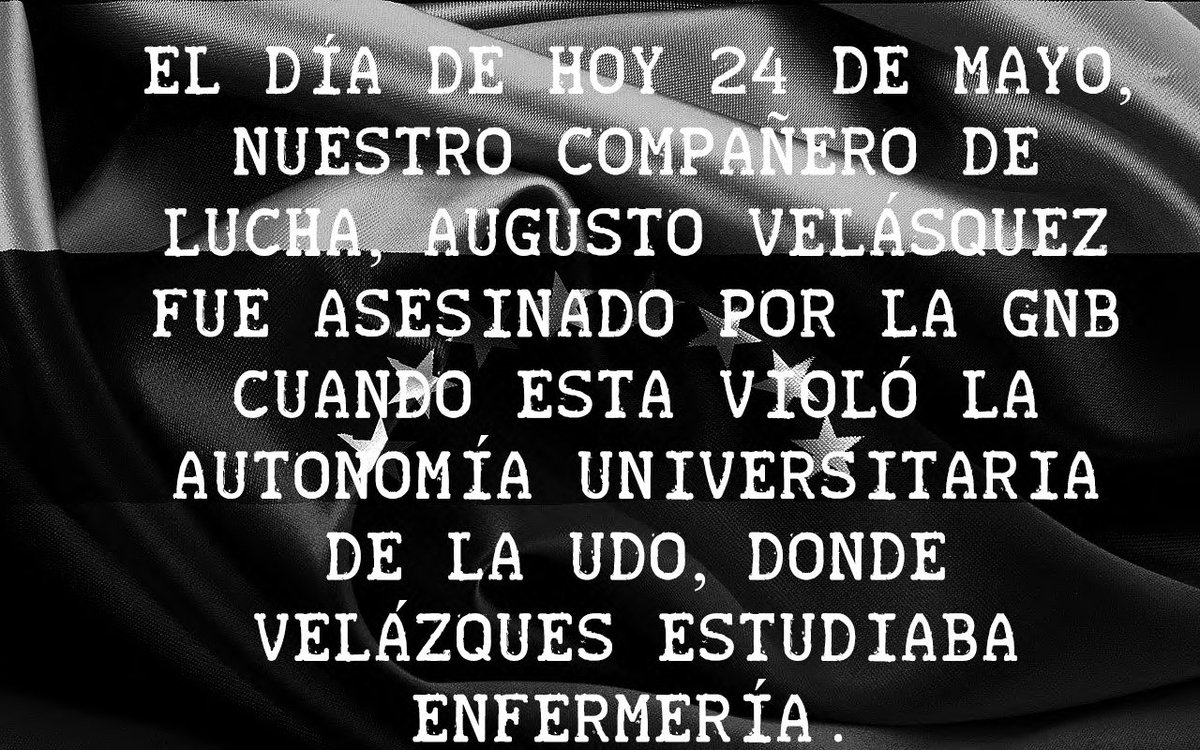 EL DÍA DE HOY 24 DE MAYO,
NUESTRO COMPAÑERO DE
LUCHA, AUGUSTO VELÁSQUEZ
FUE ASESINADO POR LA GNB
CUANDO ESTA VIOLÓ LA
AUTONOMÍA UNIVERSITARIA
DE LA UDO, DONDE
VELÁZQUES ESTUDIABA
ENFERMERÍA.